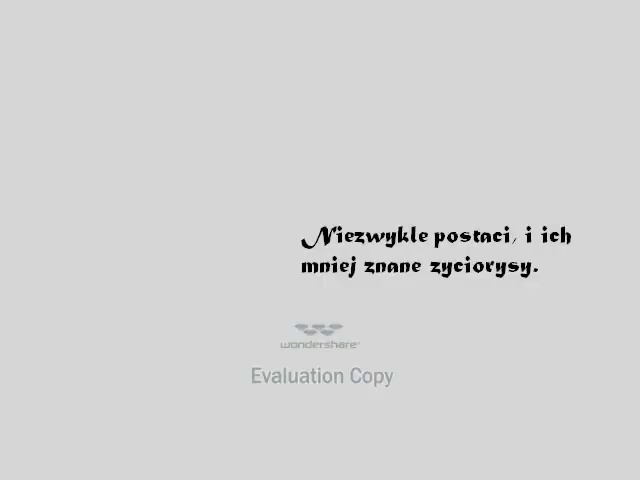 Niezwykle postaci, i ich
mniej znane zyciorysy.
wondershare
Evaluation Copy